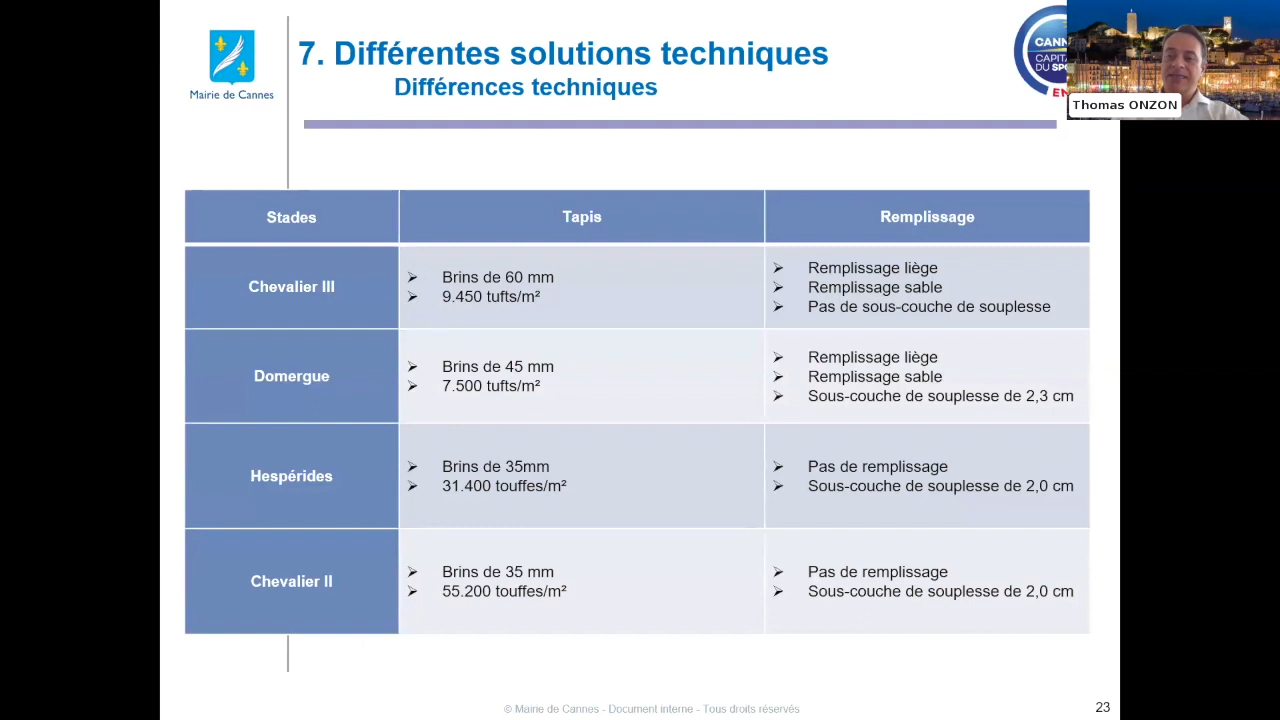 7. Différentes solutions techniques
Différences techniques
Mairie de Cannes
CANN
CAPITA
DU SPO
EN
Thomas ONZON
Stades
Tapis
Remplissage
Chevalier III
Brins de 60 mm
9.450 tufts/m²
Remplissage liège
Remplissage sable
Pas de sous-couche de souplesse
Domergue
Brins de 45 mm
7.500 tufts/m²
Remplissage liège
Remplissage sable
Sous-couche de souplesse de 2,3 cm
Hespérides
Brins de 35mm
31.400 touffes/m²
Pas de remplissage
Sous-couche de souplesse de 2,0 cm
Chevalier II
Brins de 35 mm
55.200 touffes/m²
Pas de remplissage
Sous-couche de souplesse de 2,0 cm
© Mairie de Cannes - Document interne - Tous droits réservés
23